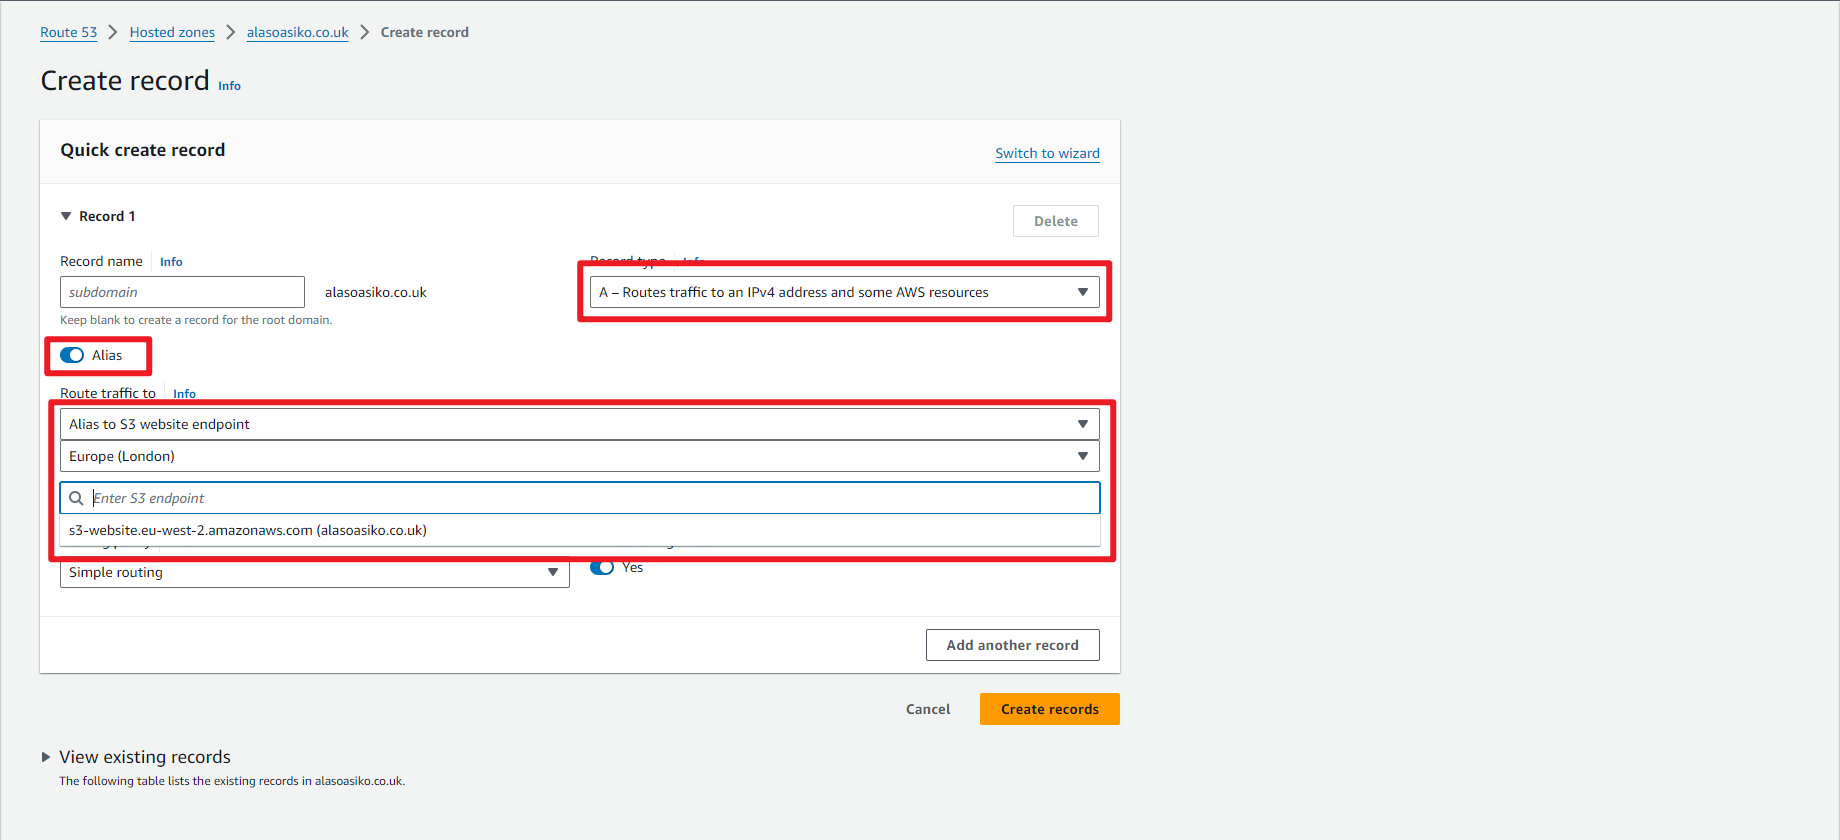 Route 53 > Hosted zones > alasoasiko.co.uk > Create record
Create record Info
Quick create record
Switch to wizard
Record 1
Delete
Record name Info
Record type Info
subdomain
alasoasiko.co.uk
A – Routes traffic to an IPv4 address and some AWS resources
Keep blank to create a record for the root domain.
Alias
Route traffic to Info
Alias to S3 website endpoint
Europe (London)
Enter S3 endpoint
s3-website.eu-west-2.amazonaws.com (alasoasiko.co.uk)
Simple routing
Yes
Add another record
Cancel
Create records
View existing records
The following table lists the existing records in alasoasiko.co.uk.